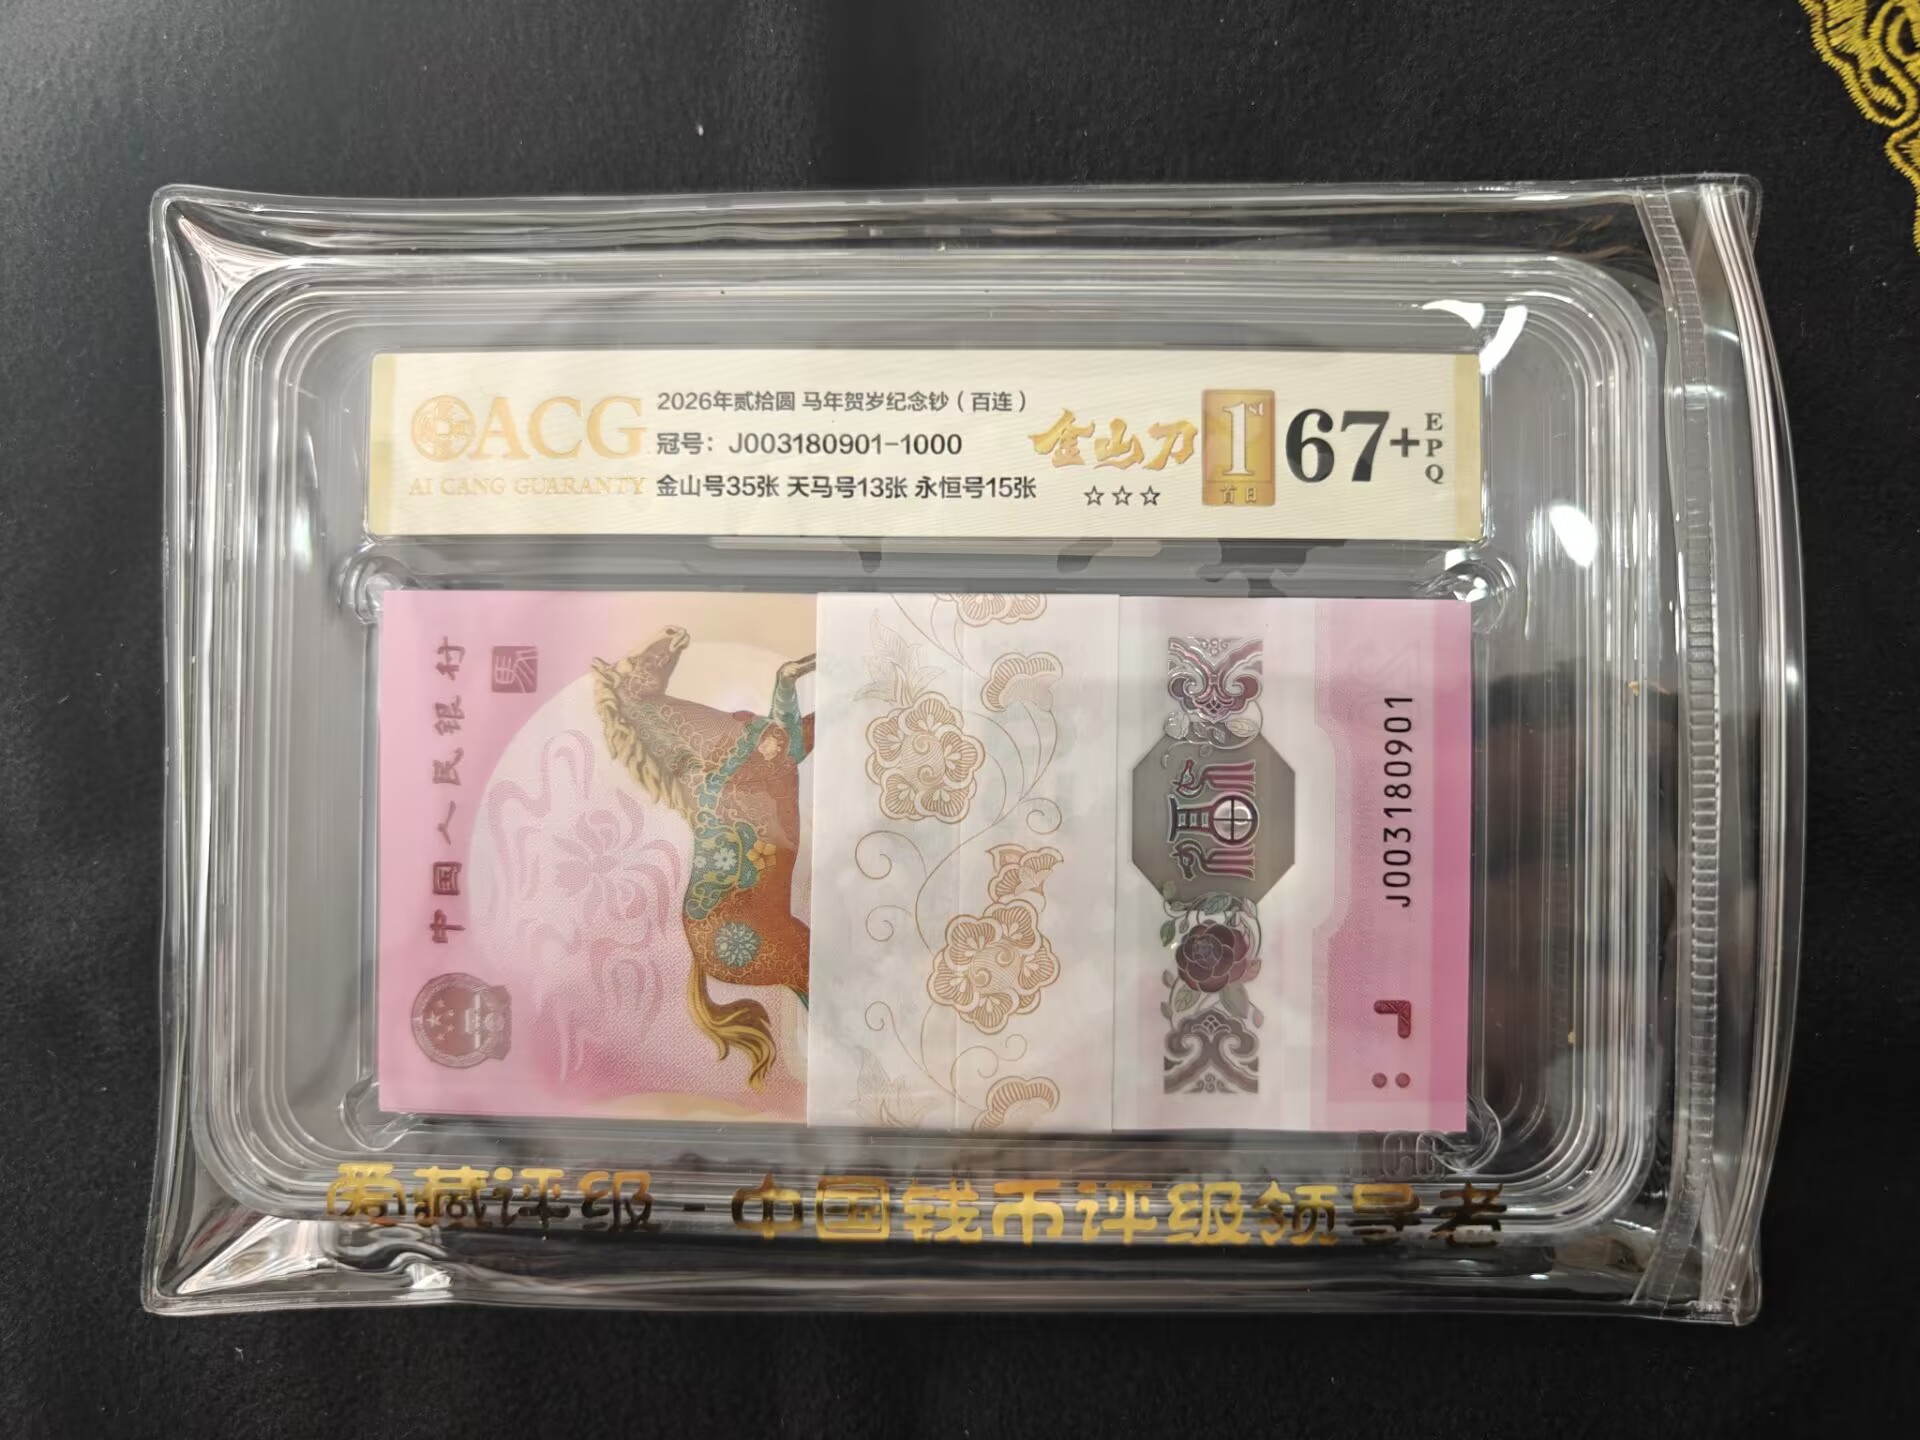 ACG
AI CANG GUARANTY
2026年贰拾圆 马年贺岁纪念钞（百连）
冠号：J003180901-1000
金山号35张 天马号13张 永恒号15张
金山刀
☆☆☆
1st
首日
67+
EPQ
中国人民银行
馬
福
J003180901
爱藏评级-中国钱币评级领导者